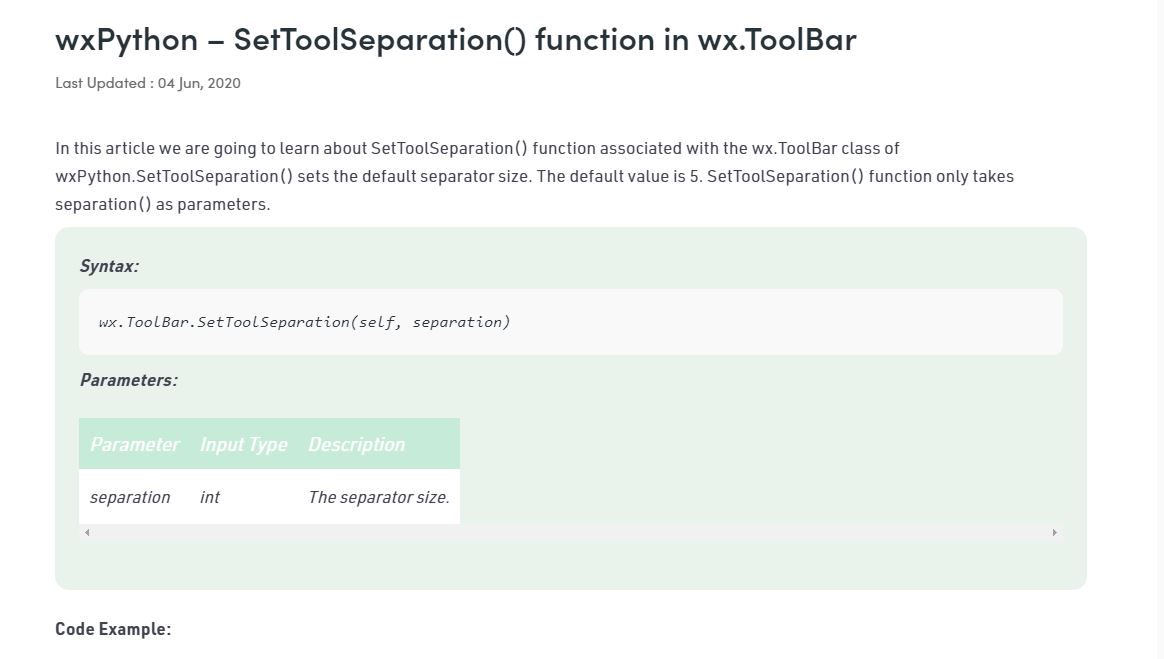 wxPython – SetToolSeparation() function in wx.ToolBar
Last Updated : 04 Jun, 2020
In this article we are going to learn about SetToolSeparation() function associated with the wx.ToolBar class of
wxPython.SetToolSeparation() sets the default separator size. The default value is 5. SetToolSeparation() function only takes
separation() as parameters.
Syntax:
wx.ToolBar.SetToolSeparation(self, separation)
Parameters:
Parameter Input Type Description
separation int The separator size.
Code Example: